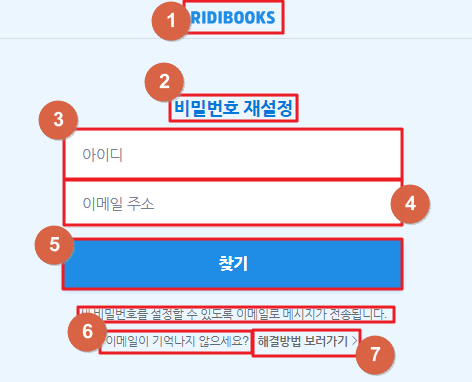 1 RIDIBOOKS
2
비밀번호 재설정
3
아이디
이메일 주소 4
5
찾기
비밀번호를 설정할 수 있도록 이메일로 메시지가 전송됩니다.
6 이메일이 기억나지 않으세요? 해결방법 보러가기 > 7